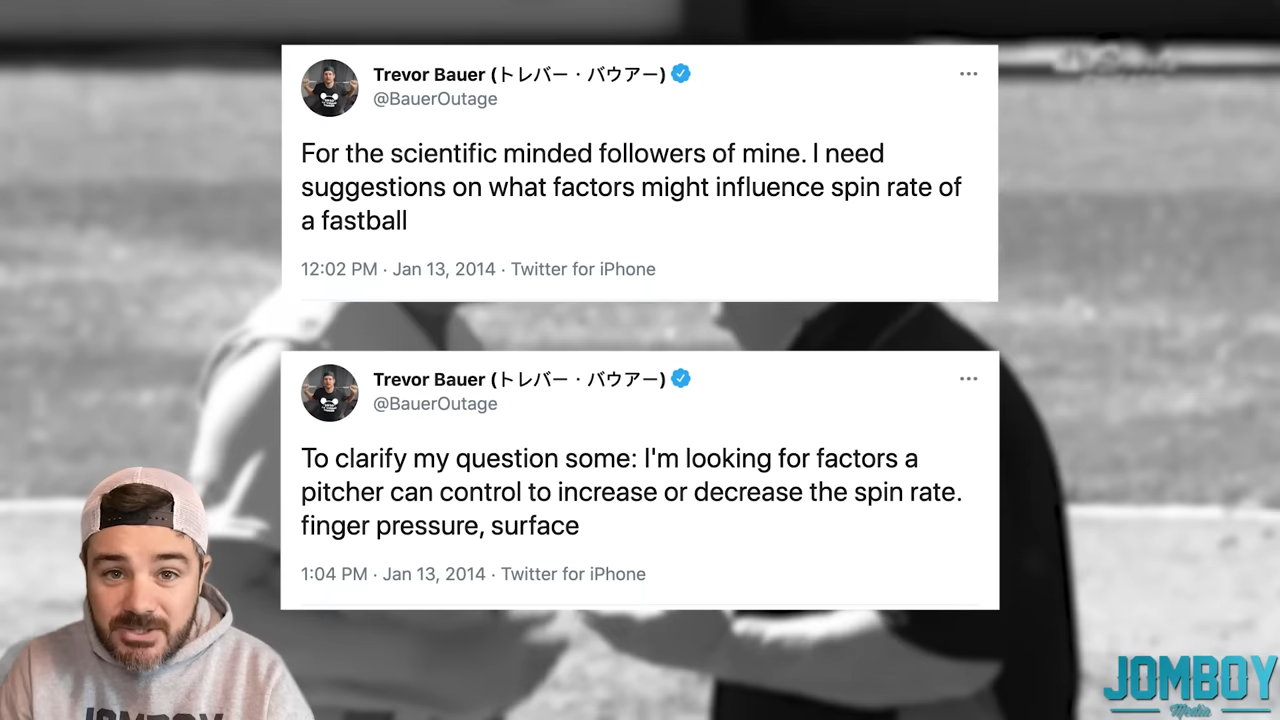 Trevor Bauer (トレバー・バウアー)
@BauerOutage
For the scientific minded followers of mine. I need
suggestions on what factors might influence spin rate of
a fastball
12:02 PM · Jan 13, 2014 · Twitter for iPhone
Trevor Bauer (トレバー・バウアー)
@BauerOutage
To clarify my question some: I'm looking for factors a
pitcher can control to increase or decrease the spin rate.
finger pressure, surface
1:04 PM · Jan 13, 2014 · Twitter for iPhone
JOMBOY
JOMBOY
Media